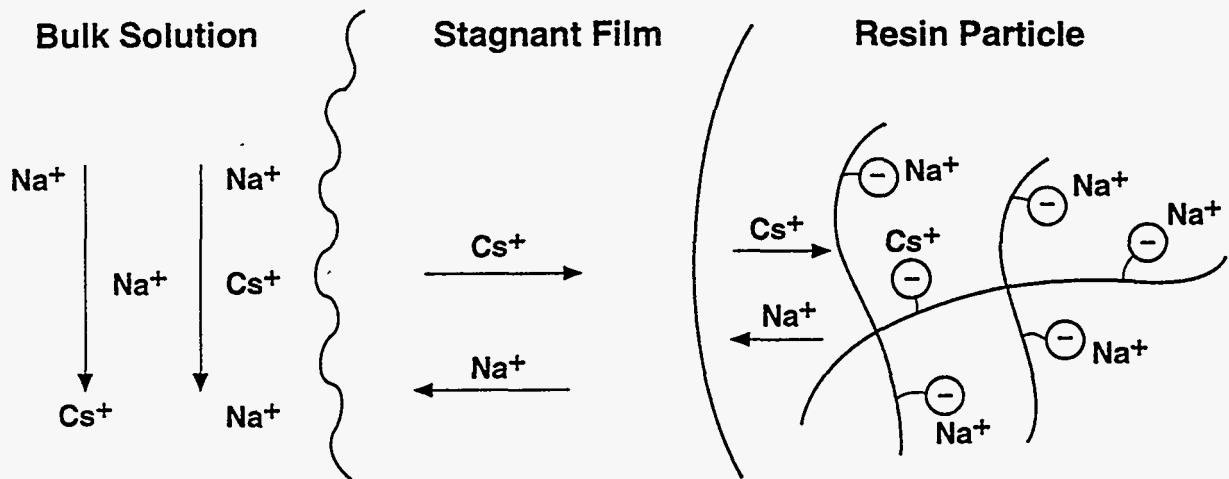 Bulk Solution
Stagnant Film
Resin Particle
Na⁺
Na⁺
Na⁺
Cs⁺
Cs⁺
Na⁺
Cs⁺
Na⁺
Cs⁺
Na⁺
− Na⁺
− Na⁺
− Na⁺
Cs⁺
−
− Na⁺
− Na⁺